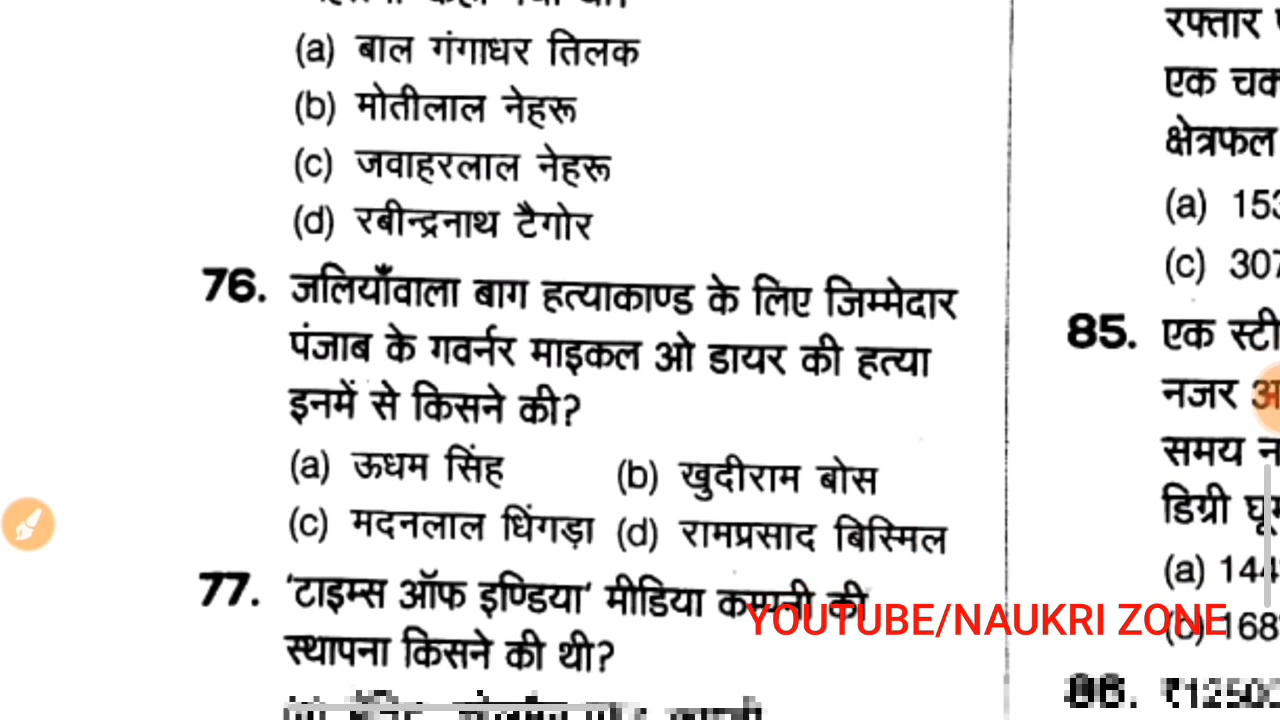 (a) बाल गंगाधर तिलक
(b) मोतीलाल नेहरू
(c) जवाहरलाल नेहरू
(d) रबीन्द्रनाथ टैगोर
76. जलियाँवाला बाग हत्याकाण्ड के लिए जिम्मेदार
पंजाब के गवर्नर माइकल ओ डायर की हत्या
इनमें से किसने की?
(a) ऊधम सिंह (b) खुदीराम बोस
(c) मदनलाल धिंगड़ा (d) रामप्रसाद बिस्मिल
77. 'टाइम्स ऑफ इण्डिया' मीडिया कम्पनी की
स्थापना किसने की थी?
रफ्तार
एक
क्षेत्रफल
(a) 153
(c) 307
85. एक
नजर
समय
डिग्री
(a) 144
(c) 168
86. ₹1250
YOUTUBE/NAUKRI ZONE